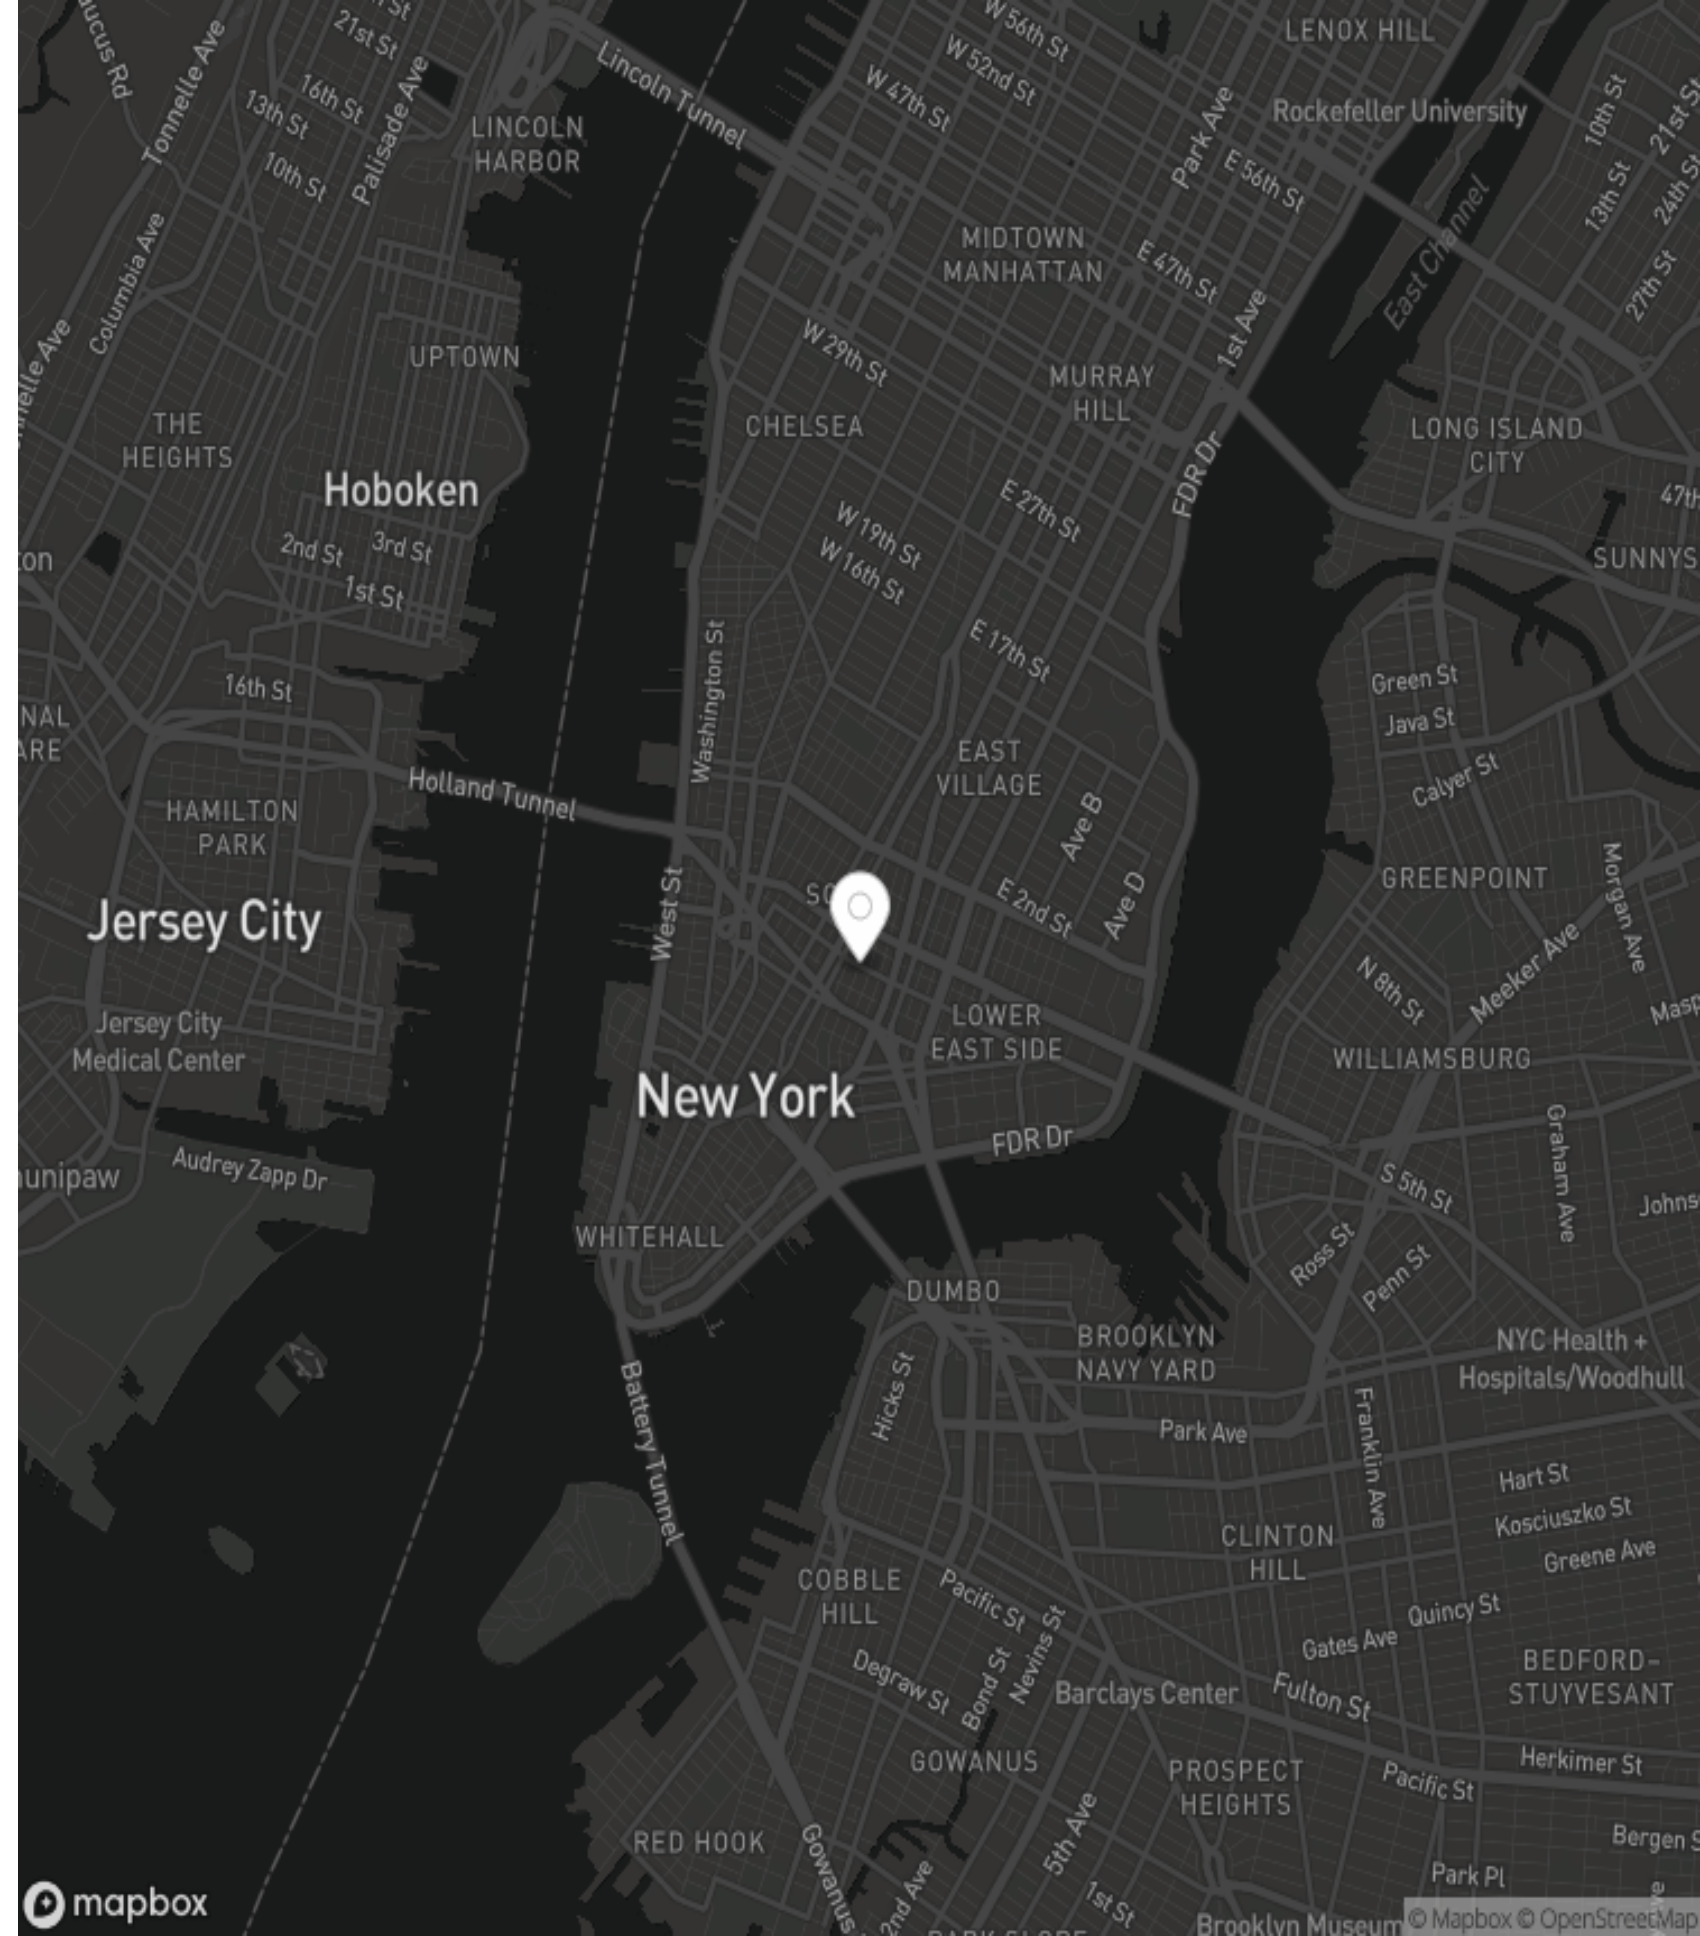 21st St
W 56th St
LENOX HILL
Tonnelle Ave
16th St
Palisade Ave
Lincoln Tunnel
W 52nd St
W 47th St
Park Ave
Rockefeller University
10th St
21st St
13th St
LINCOLN
HARBOR
10th St
E 56th St
13th St
24th St
Columbia Ave
MIDTOWN
MANHATTAN
E 47th St
East Channel
27th St
UPTOWN
W 29th St
1st Ave
THE
HEIGHTS
CHELSEA
MURRAY
HILL
LONG ISLAND
CITY
Hoboken
FDR Dr
E 27th St
47th
2nd St
3rd St
1st St
W 19th St
W 16th St
SUNNYS
16th St
Washington St
E 17th St
Green St
Java St
Holland Tunnel
EAST
VILLAGE
Calyer St
HAMILTON
PARK
Ave B
Jersey City
West St
E 2nd St
Ave D
GREENPOINT
Morgan Ave
Jersey City
Medical Center
LOWER
EAST SIDE
N 8th St
Meeker Ave
Masp
WILLIAMSBURG
New York
FDR Dr
Graham Ave
unipaw
Audrey Zapp Dr
S 5th St
Johns
WHITEHALL
Ross St
Penn St
DUMBO
BROOKLYN
NAVY YARD
NYC Health +
Hospitals/Woodhull
Battery Tunnel
Hicks St
Park Ave
Franklin Ave
Hart St
Kosciuszko St
Greene Ave
CLINTON
HILL
COBBLE
HILL
Pacific St
Quincy St
Gates Ave
Degraw St
Bond St
Nevins St
Barclays Center
Fulton St
BEDFORD-
STUYVESANT
GOWANUS
PROSPECT
HEIGHTS
Pacific St
Herkimer St
RED HOOK
Gowanus
5th Ave
Bergen S
Park Pl
2nd Ave
1st St
mapbox
Brooklyn Museum
© Mapbox © OpenStreetMap